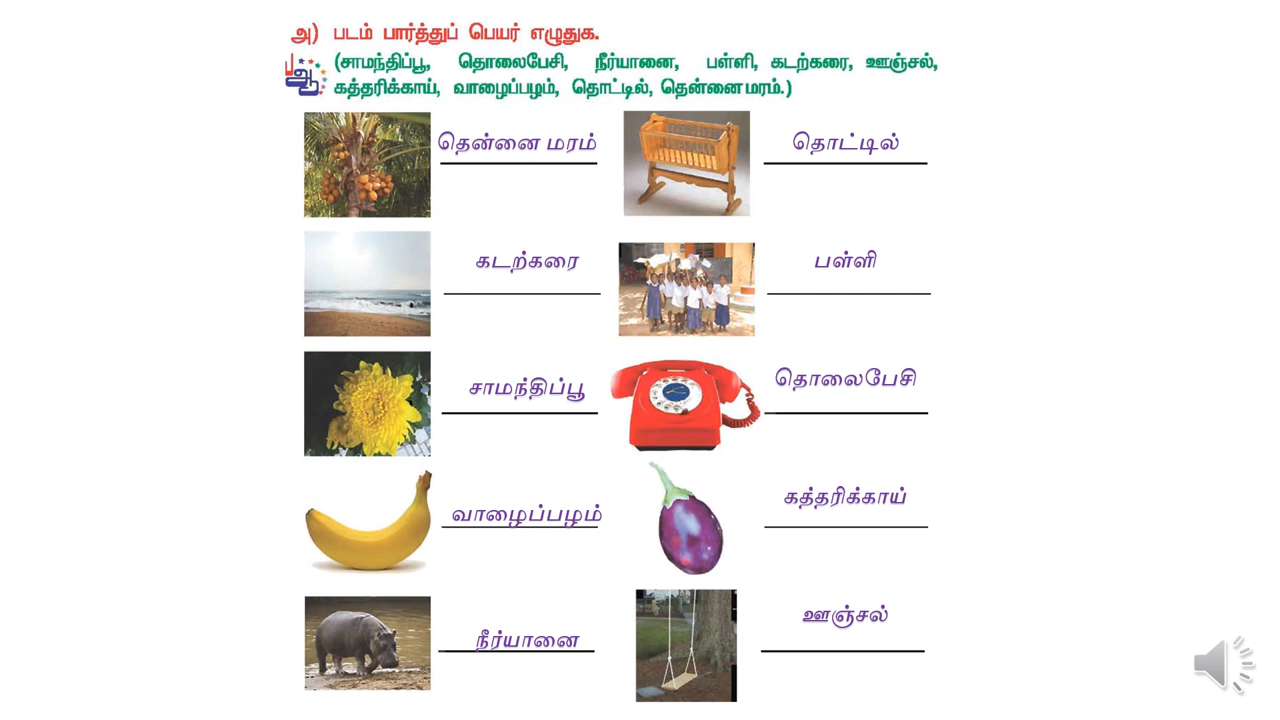 அ) படம் பார்த்துப் பெயர் எழுதுக.
(சாமந்திப்பூ, தொலைபேசி, நீர்யானை, பள்ளி, கடற்கரை, ஊஞ்சல்,
கத்தரிக்காய், வாழைப்பழம், தொட்டில், தென்னைமரம்.)
தென்னை மரம் தொட்டில்
கடற்கரை பள்ளி
சாமந்திப்பூ தொலைபேசி
வாழைப்பழம் கத்தரிக்காய்
நீர்யானை ஊஞ்சல்